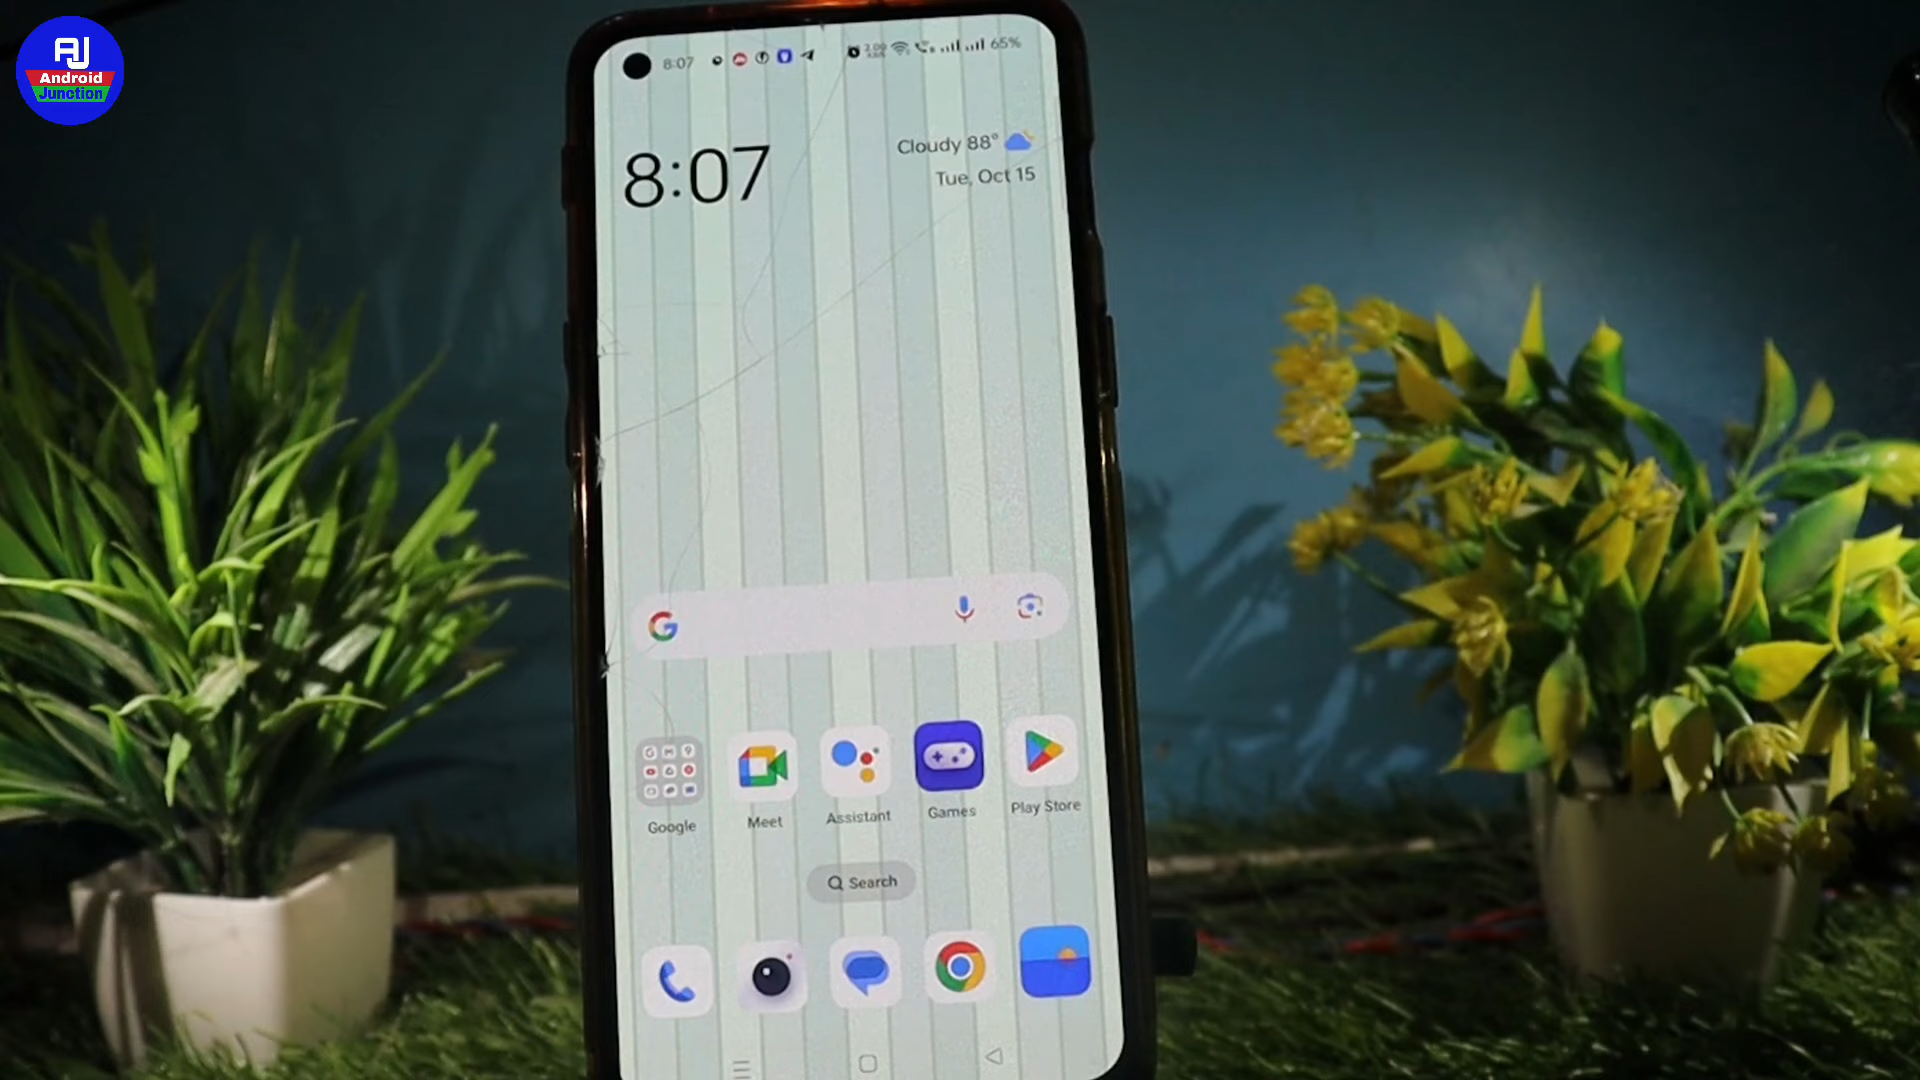 AJ
Android
Junction
8:07
65%
8:07
Cloudy 88°
Tue, Oct 15
Google
Meet
Assistant
Games
Play Store
Search